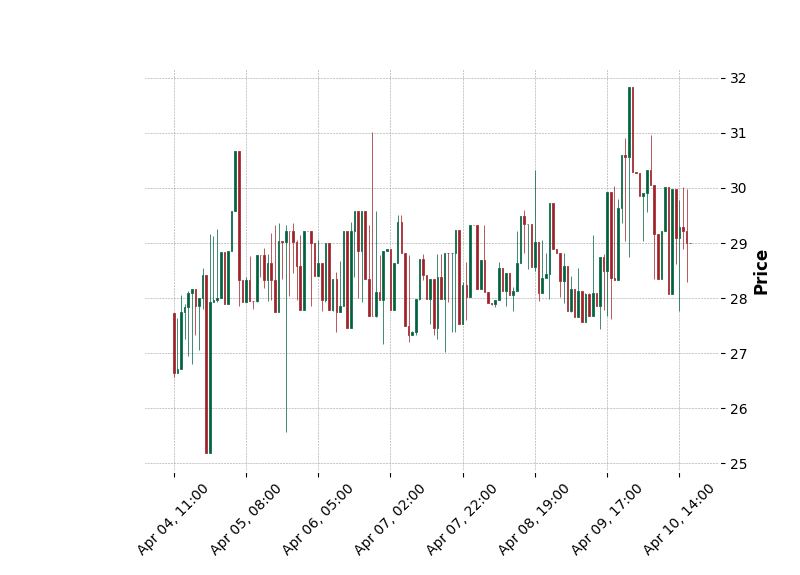 32
31
30
29
28
27
26
25
Price
Apr 04, 11:00
Apr 05, 08:00
Apr 06, 05:00
Apr 07, 02:00
Apr 07, 22:00
Apr 08, 19:00
Apr 09, 17:00
Apr 10, 14:00